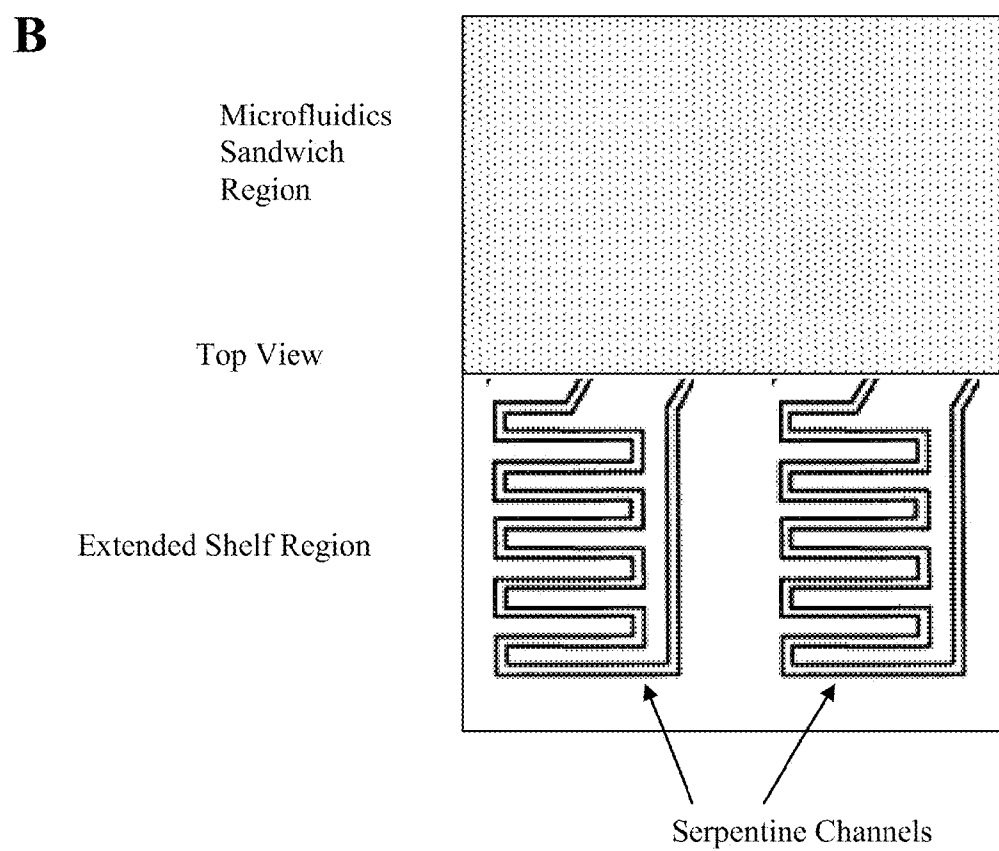 B
Microfluidics
Sandwich
Region
Top View
Extended Shelf Region
Serpentine Channels